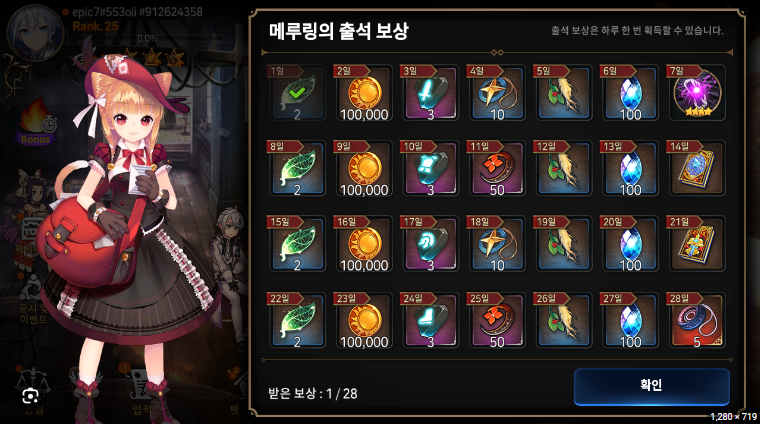 epic7#553oii #912624358
Rank.25
0.0%
메루링의 출석 보상
출석 보상은 하루 한 번 획득할 수 있습니다.
1일 2일 3일 4일 5일 6일 7일
2 100,000 3 10 100
8일 9일 10일 11일 12일 13일 14일
2 100,000 3 50 100
15일 16일 17일 18일 19일 20일 21일
2 100,000 3 10 100
22일 23일 24일 25일 26일 27일 28일
2 100,000 3 50 100 5
Bonus
공지 및
이벤트
받은 보상 : 1 / 28
확인
1,280 × 719